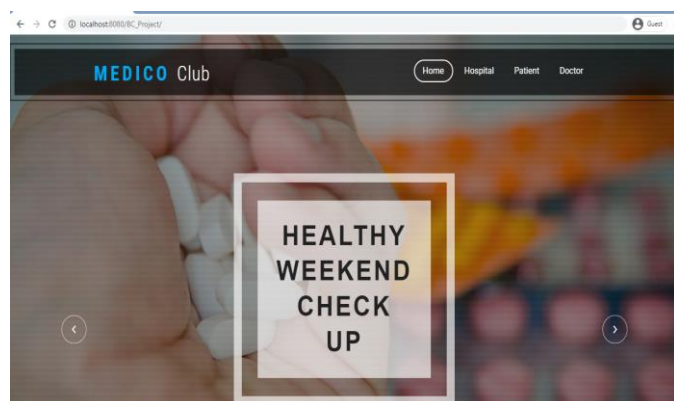 localhost:8080/BC_Project/
Guest
MEDICO Club
Home Hospital Patient Doctor
HEALTHY
WEEKEND
CHECK
UP